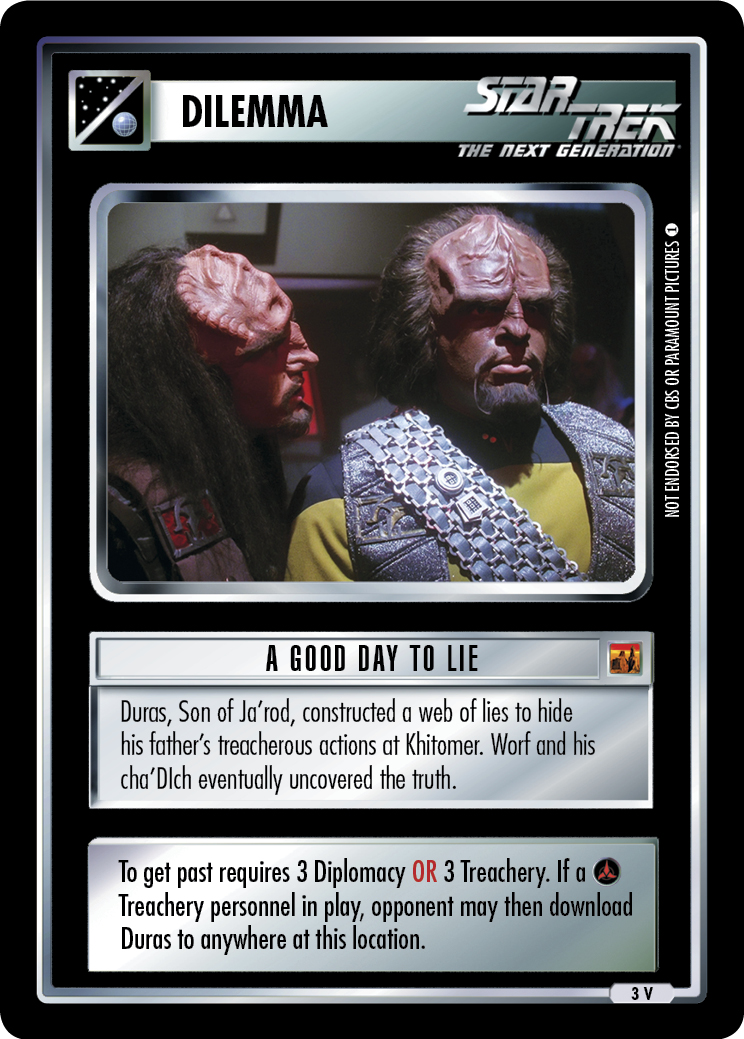 DILEMMA
STAR
TREK
THE NEXT GENERATION
NOT ENDORSED BY CBS OR PARAMOUNT PICTURES
A GOOD DAY TO LIE
Duras, Son of Ja'rod, constructed a web of lies to hide
his father's treacherous actions at Khitomer. Worf and his
cha'DIch eventually uncovered the truth.
To get past requires 3 Diplomacy OR 3 Treachery. If a
Treachery personnel in play, opponent may then download
Duras to anywhere at this location.
3 V